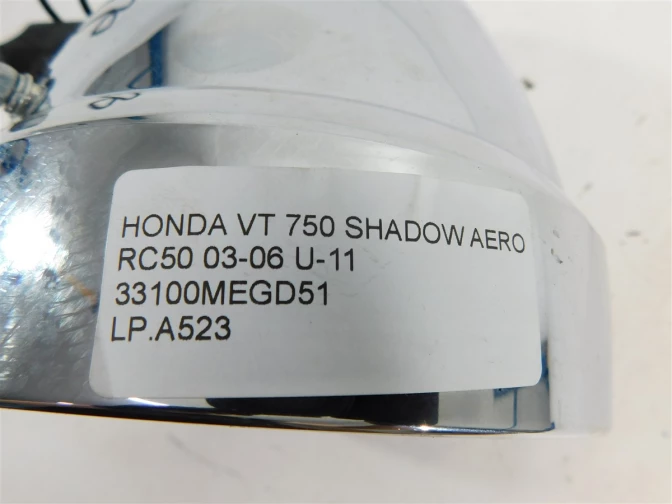 HONDA VT 750 SHADOW AERO
RC50 03-06 U-11
33100MEGD51
LP.A523